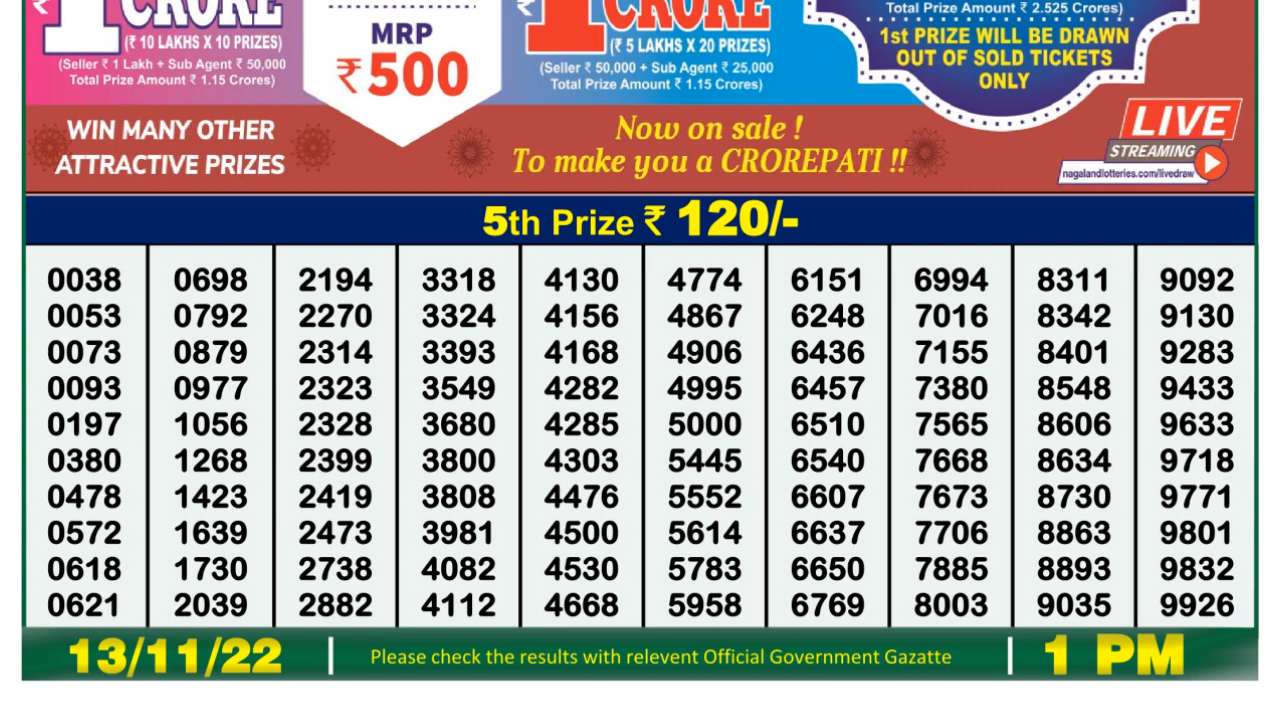 ₹ 1 CRORE
(₹ 10 LAKHS X 10 PRIZES)
(Seller ₹ 1 Lakh + Sub Agent ₹ 50,000
Total Prize Amount ₹ 1.15 Crores)
MRP
₹500
₹ 1 CRORE
(₹ 5 LAKHS X 20 PRIZES)
(Seller ₹ 50,000 + Sub Agent ₹ 25,000
Total Prize Amount ₹ 1.15 Crores)
Total Prize Amount ₹ 2.525 Crores)
1st PRIZE WILL BE DRAWN
OUT OF SOLD TICKETS
ONLY
WIN MANY OTHER
ATTRACTIVE PRIZES
Now on sale !
To make you a CROREPATI !!
LIVE
STREAMING
nagalandlotteries.com/livedraw
5th Prize ₹ 120/-
0038 0698 2194 3318 4130 4774 6151 6994 8311 9092
0053 0792 2270 3324 4156 4867 6248 7016 8342 9130
0073 0879 2314 3393 4168 4906 6436 7155 8401 9283
0093 0977 2323 3549 4282 4995 6457 7380 8548 9433
0197 1056 2328 3680 4285 5000 6510 7565 8606 9633
0380 1268 2399 3800 4303 5445 6540 7668 8634 9718
0478 1423 2419 3808 4476 5552 6607 7673 8730 9771
0572 1639 2473 3981 4500 5614 6637 7706 8863 9801
0618 1730 2738 4082 4530 5783 6650 7885 8893 9832
0621 2039 2882 4112 4668 5958 6769 8003 9035 9926
13/11/22 Please check the results with relevent Official Government Gazatte 1 PM